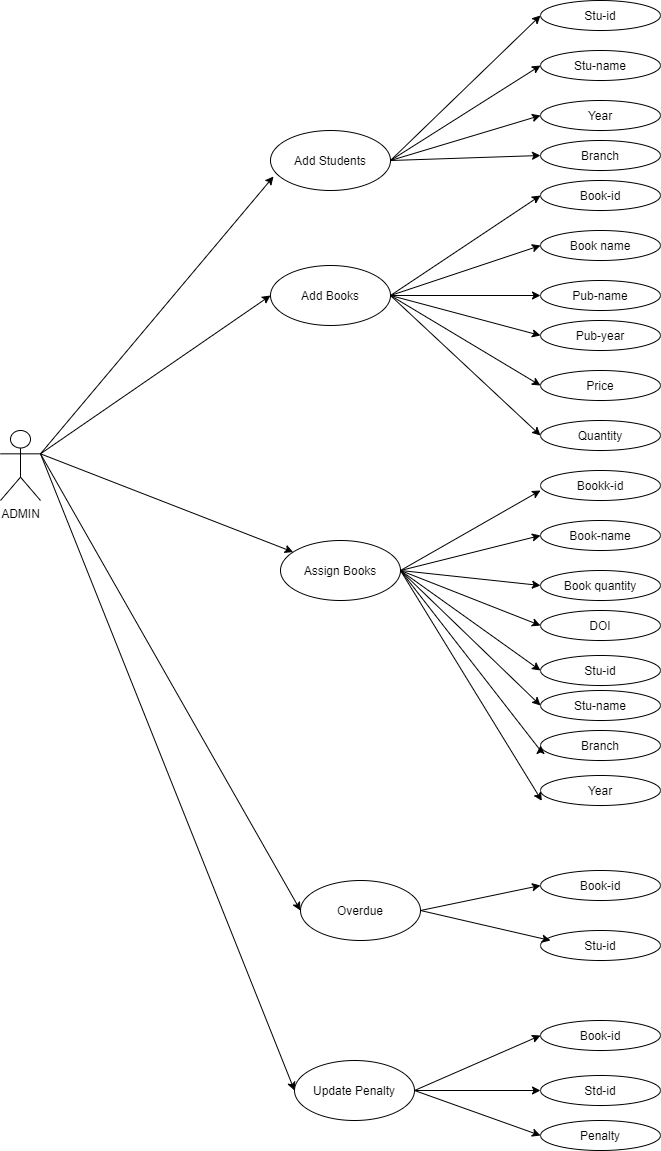 Stu-id
Stu-name
Year
Add Students
Branch
Book-id
Book name
Add Books
Pub-name
Pub-year
Price
Quantity
Bookk-id
ADMIN
Book-name
Assign Books
Book quantity
DOI
Stu-id
Stu-name
Branch
Year
Book-id
Overdue
Stu-id
Book-id
Update Penalty
Std-id
Penalty